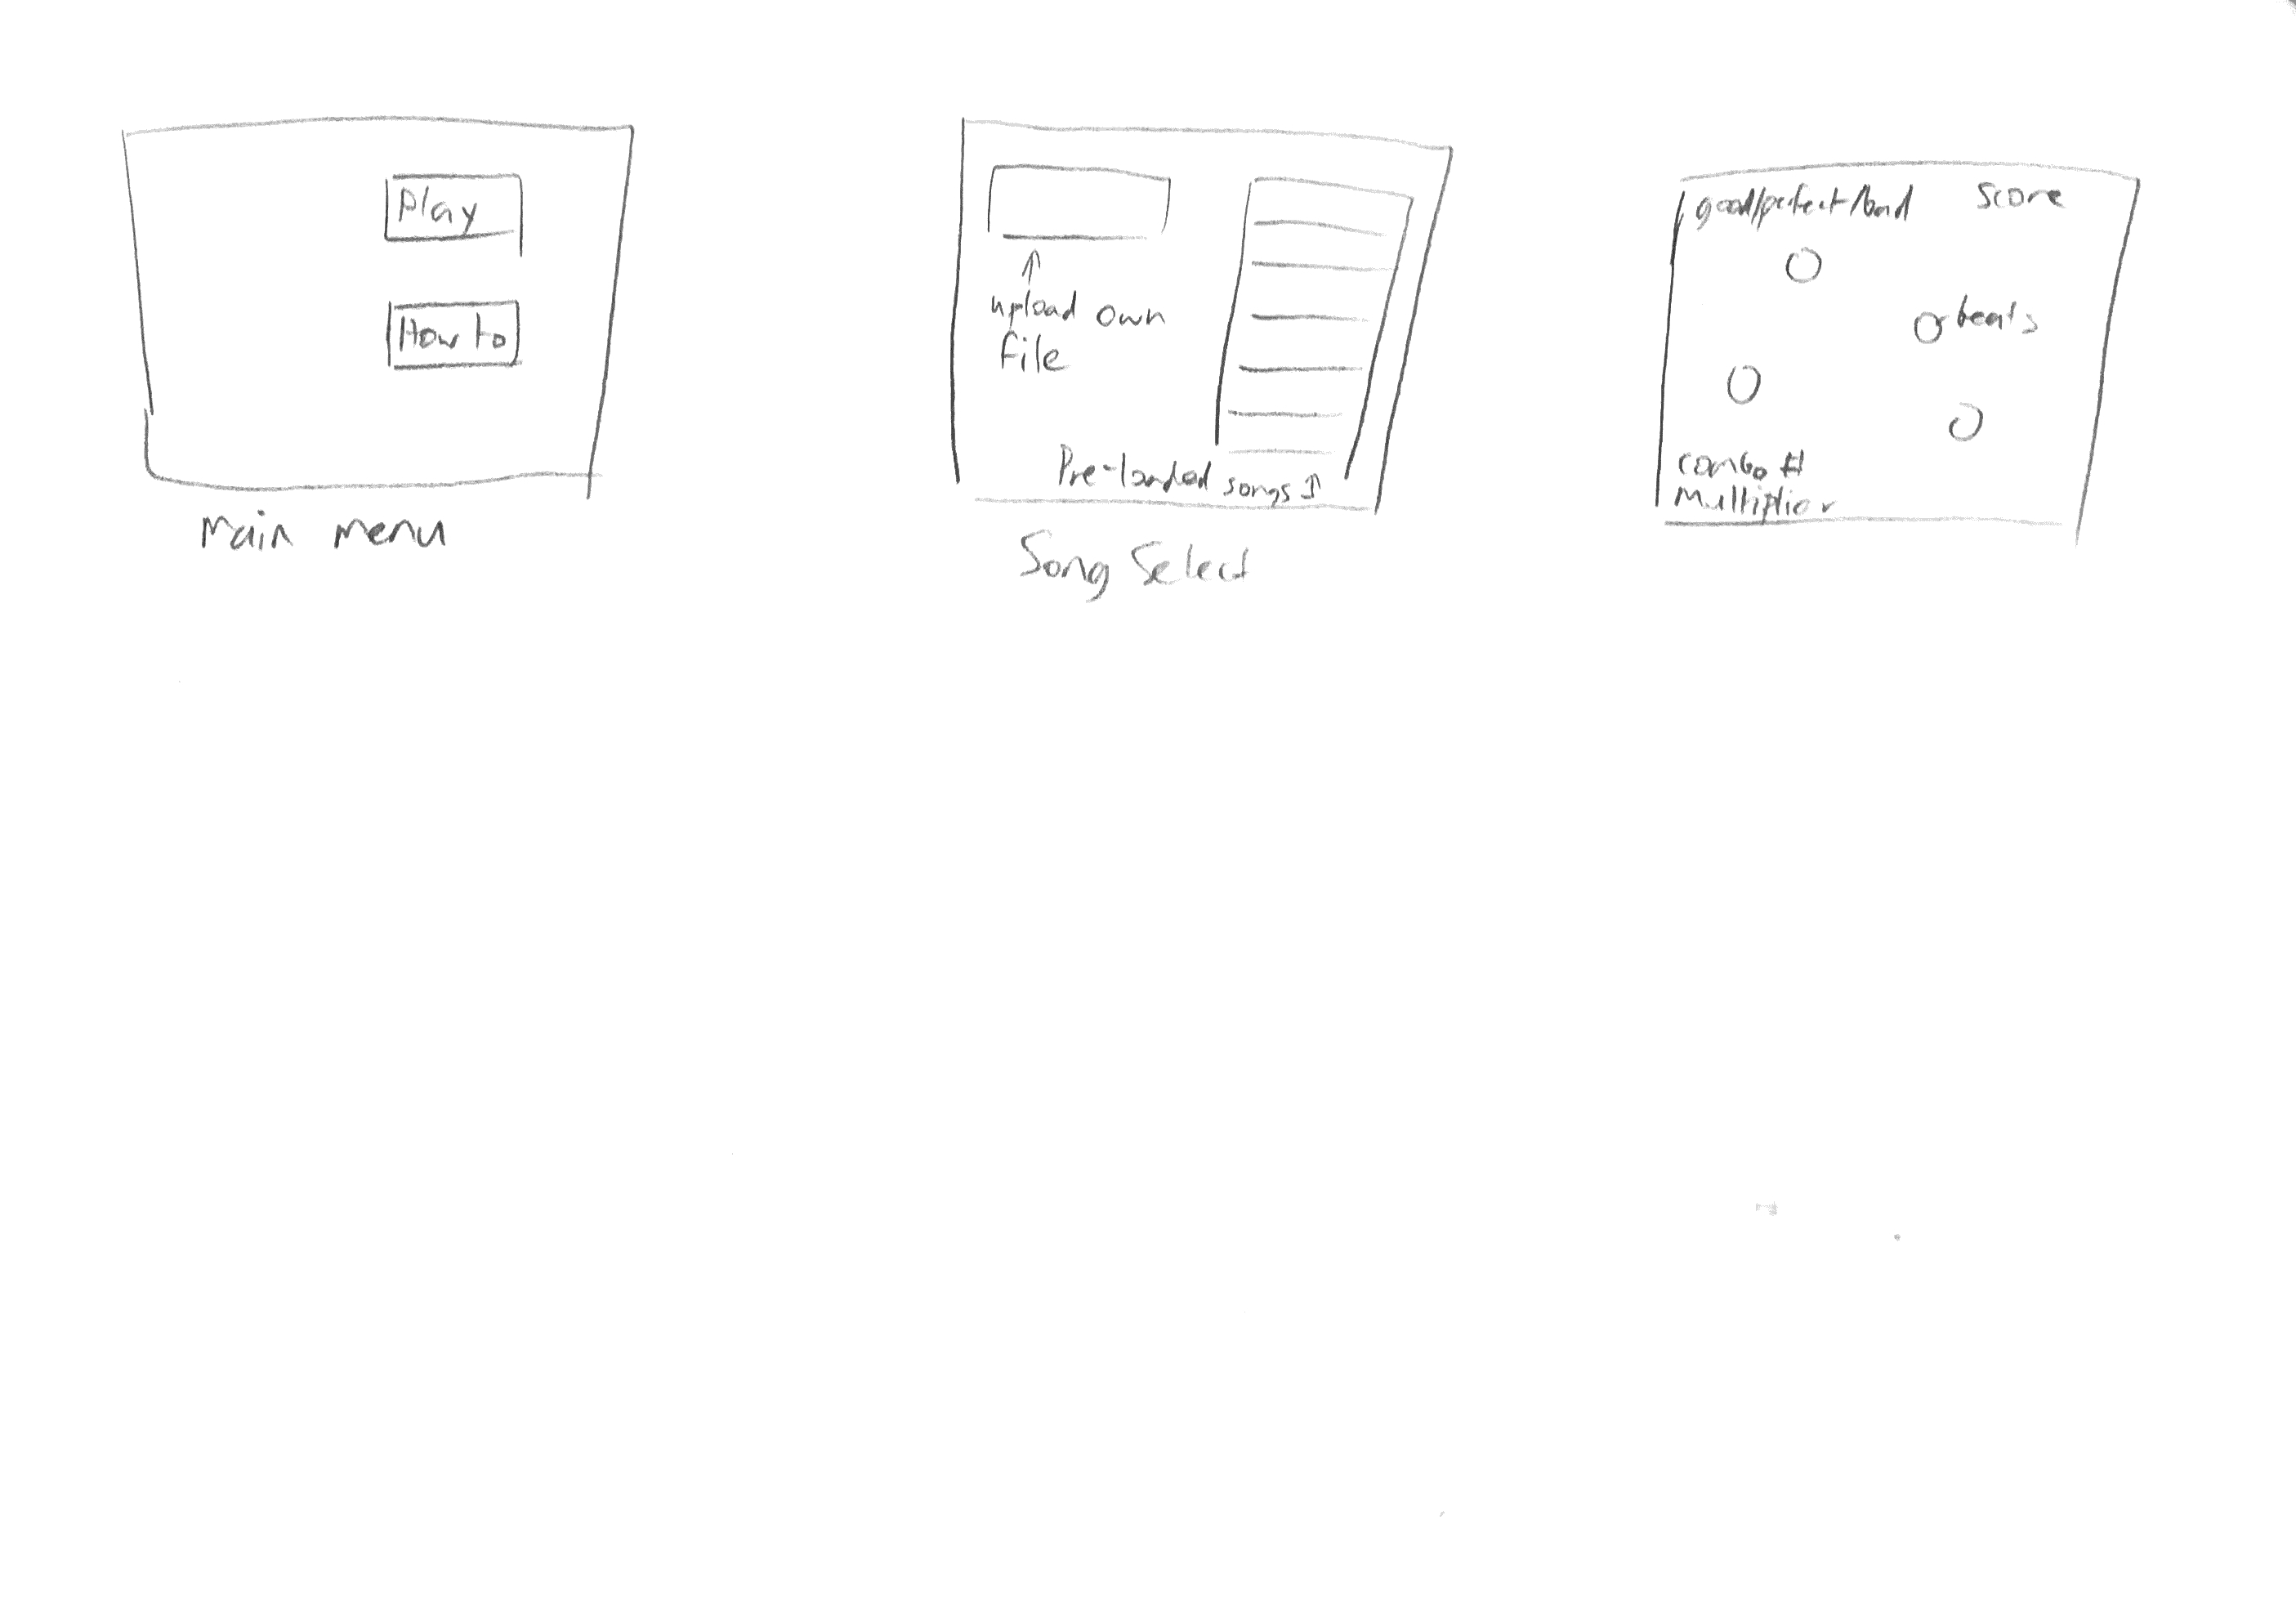 Play
How to
Main menu
upload own
file
Pre-loaded songs ↑
Song Select
good/perfect/bad
Score
beats
combo #
Multiplior